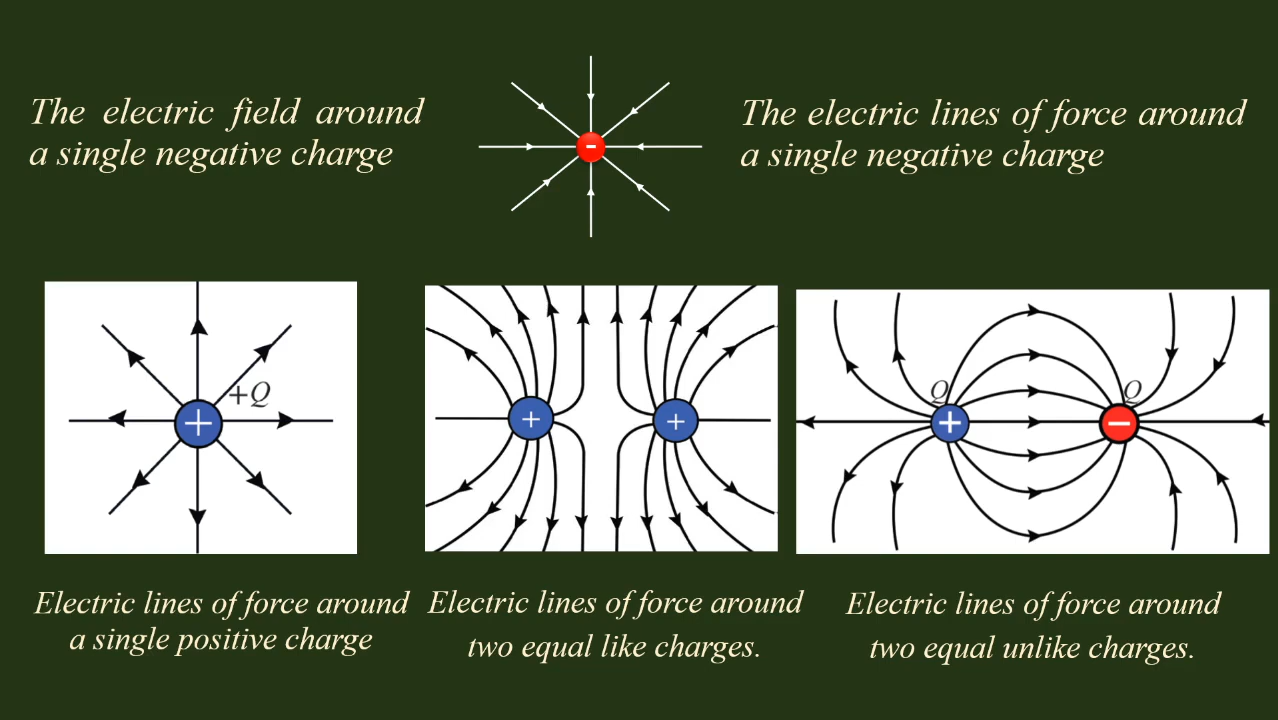 The electric field around
a single negative charge
-
The electric lines of force around
a single negative charge
+Q
+
+
+
Q
Q
+
−
Electric lines of force around
a single positive charge
Electric lines of force around
two equal like charges.
Electric lines of force around
two equal unlike charges.